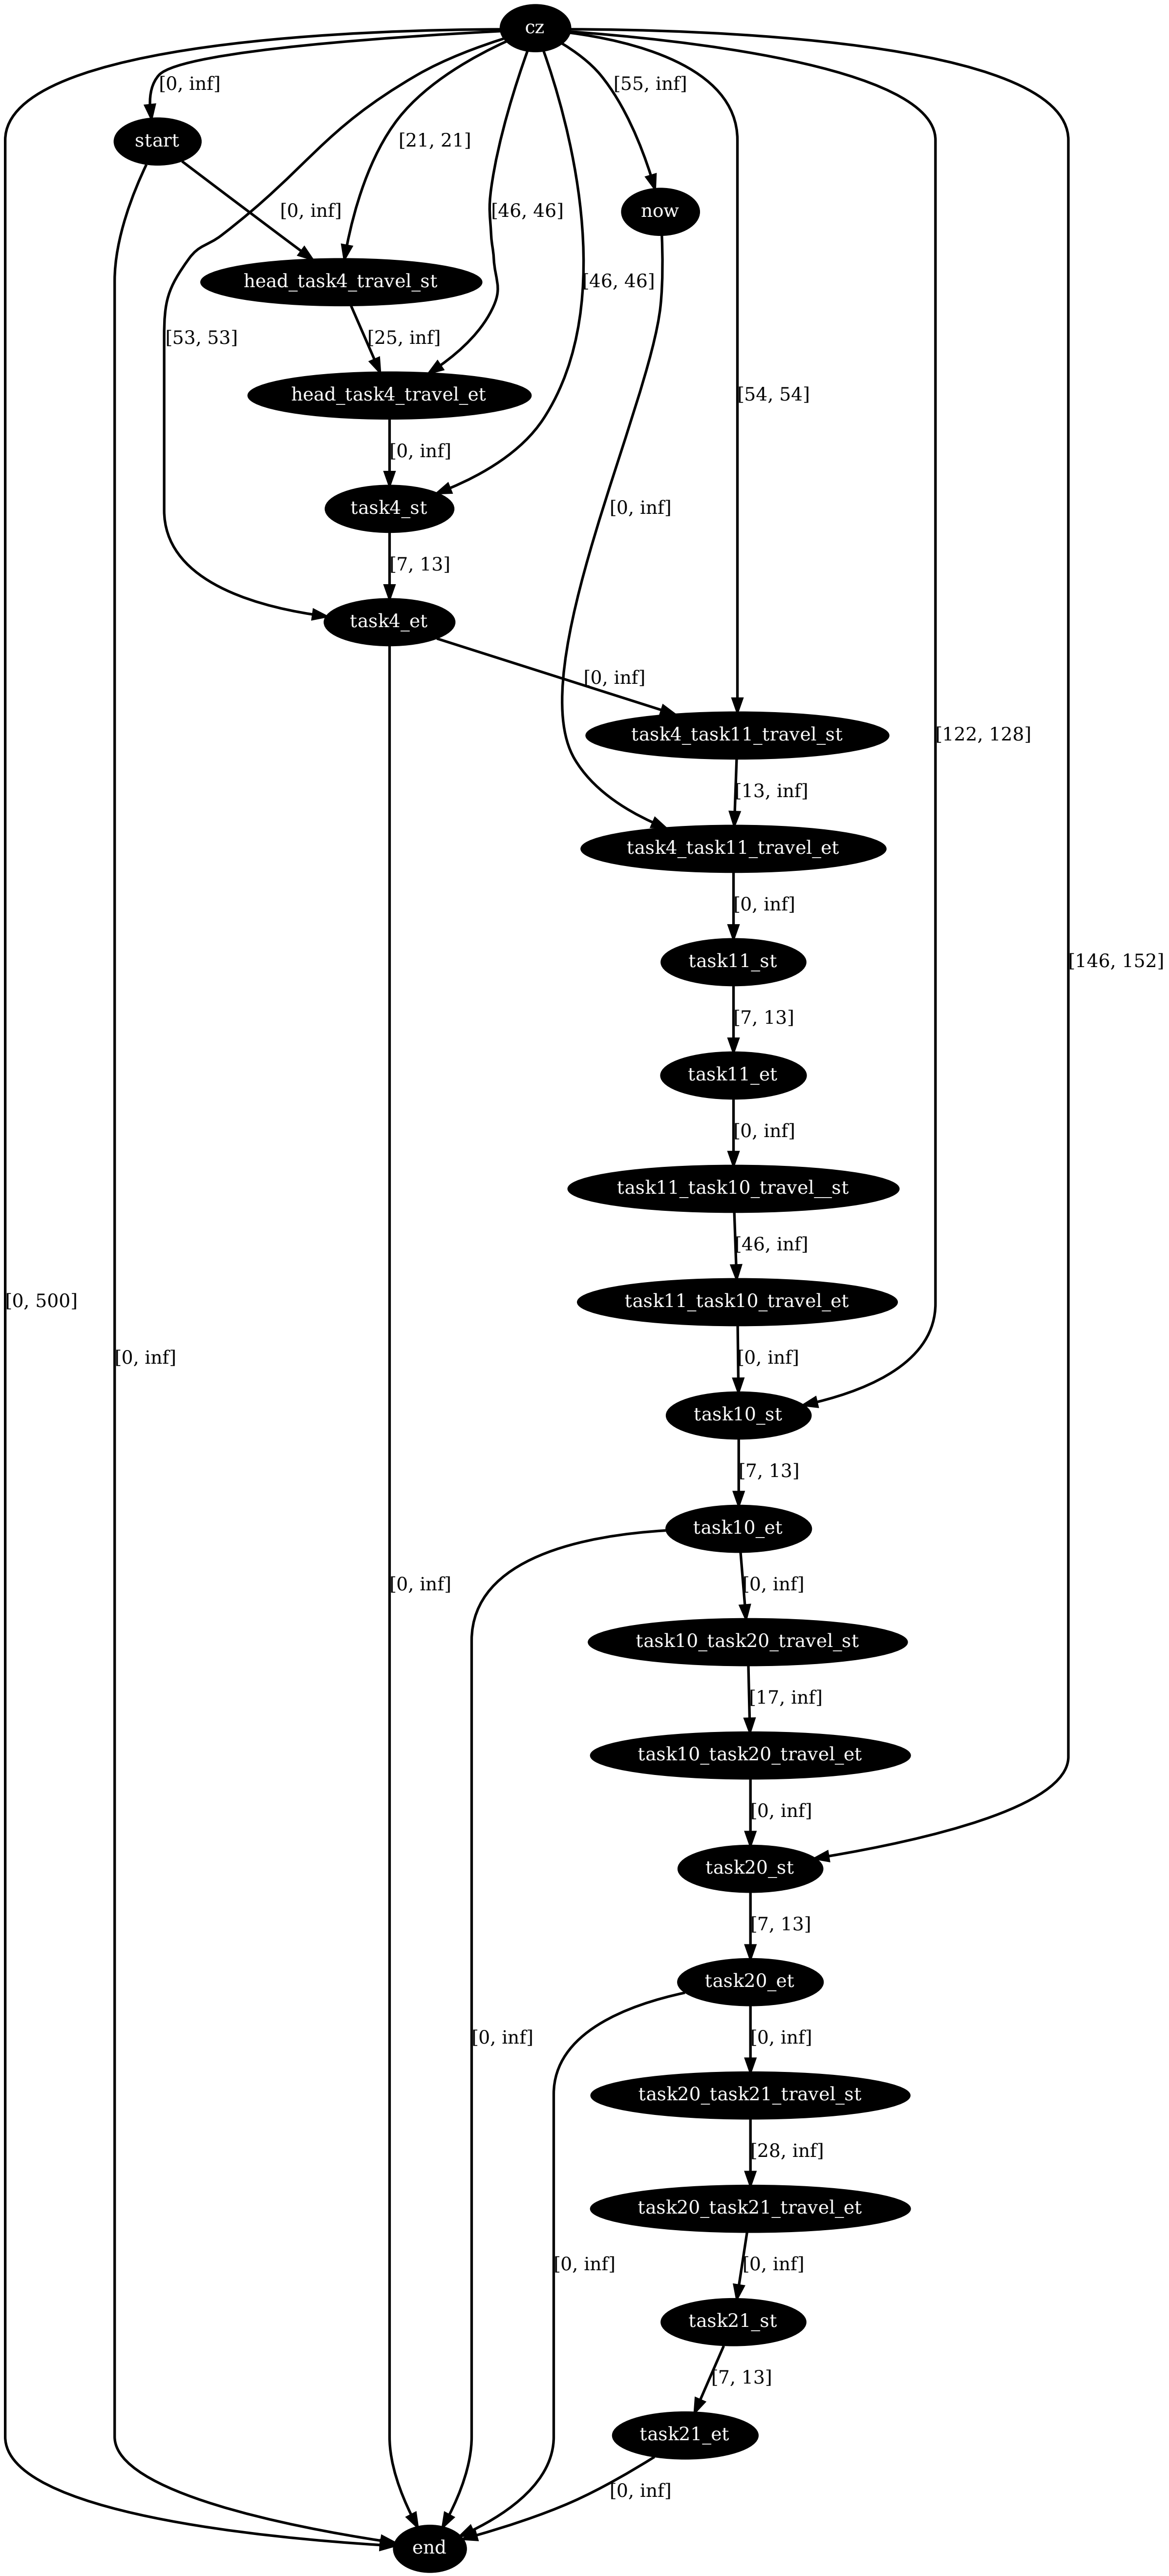 cz
[0, inf]
start
[21, 21]
[0, inf]
[46, 46]
[55, inf]
now
head_task4_travel_st
[46, 46]
[53, 53]
[25, inf]
head_task4_travel_et
[54, 54]
[0, inf]
task4_st
[0, inf]
[7, 13]
task4_et
[0, inf]
task4_task11_travel_st
[122, 128]
[13, inf]
task4_task11_travel_et
[0, inf]
task11_st
[146, 152]
[7, 13]
task11_et
[0, inf]
task11_task10_travel__st
[46, inf]
[0, 500]
task11_task10_travel_et
[0, inf]
[0, inf]
task10_st
[7, 13]
task10_et
[0, inf]
[0, inf]
task10_task20_travel_st
[17, inf]
task10_task20_travel_et
[0, inf]
task20_st
[7, 13]
task20_et
[0, inf]
[0, inf]
task20_task21_travel_st
[28, inf]
task20_task21_travel_et
[0, inf]
[0, inf]
task21_st
[7, 13]
task21_et
[0, inf]
end